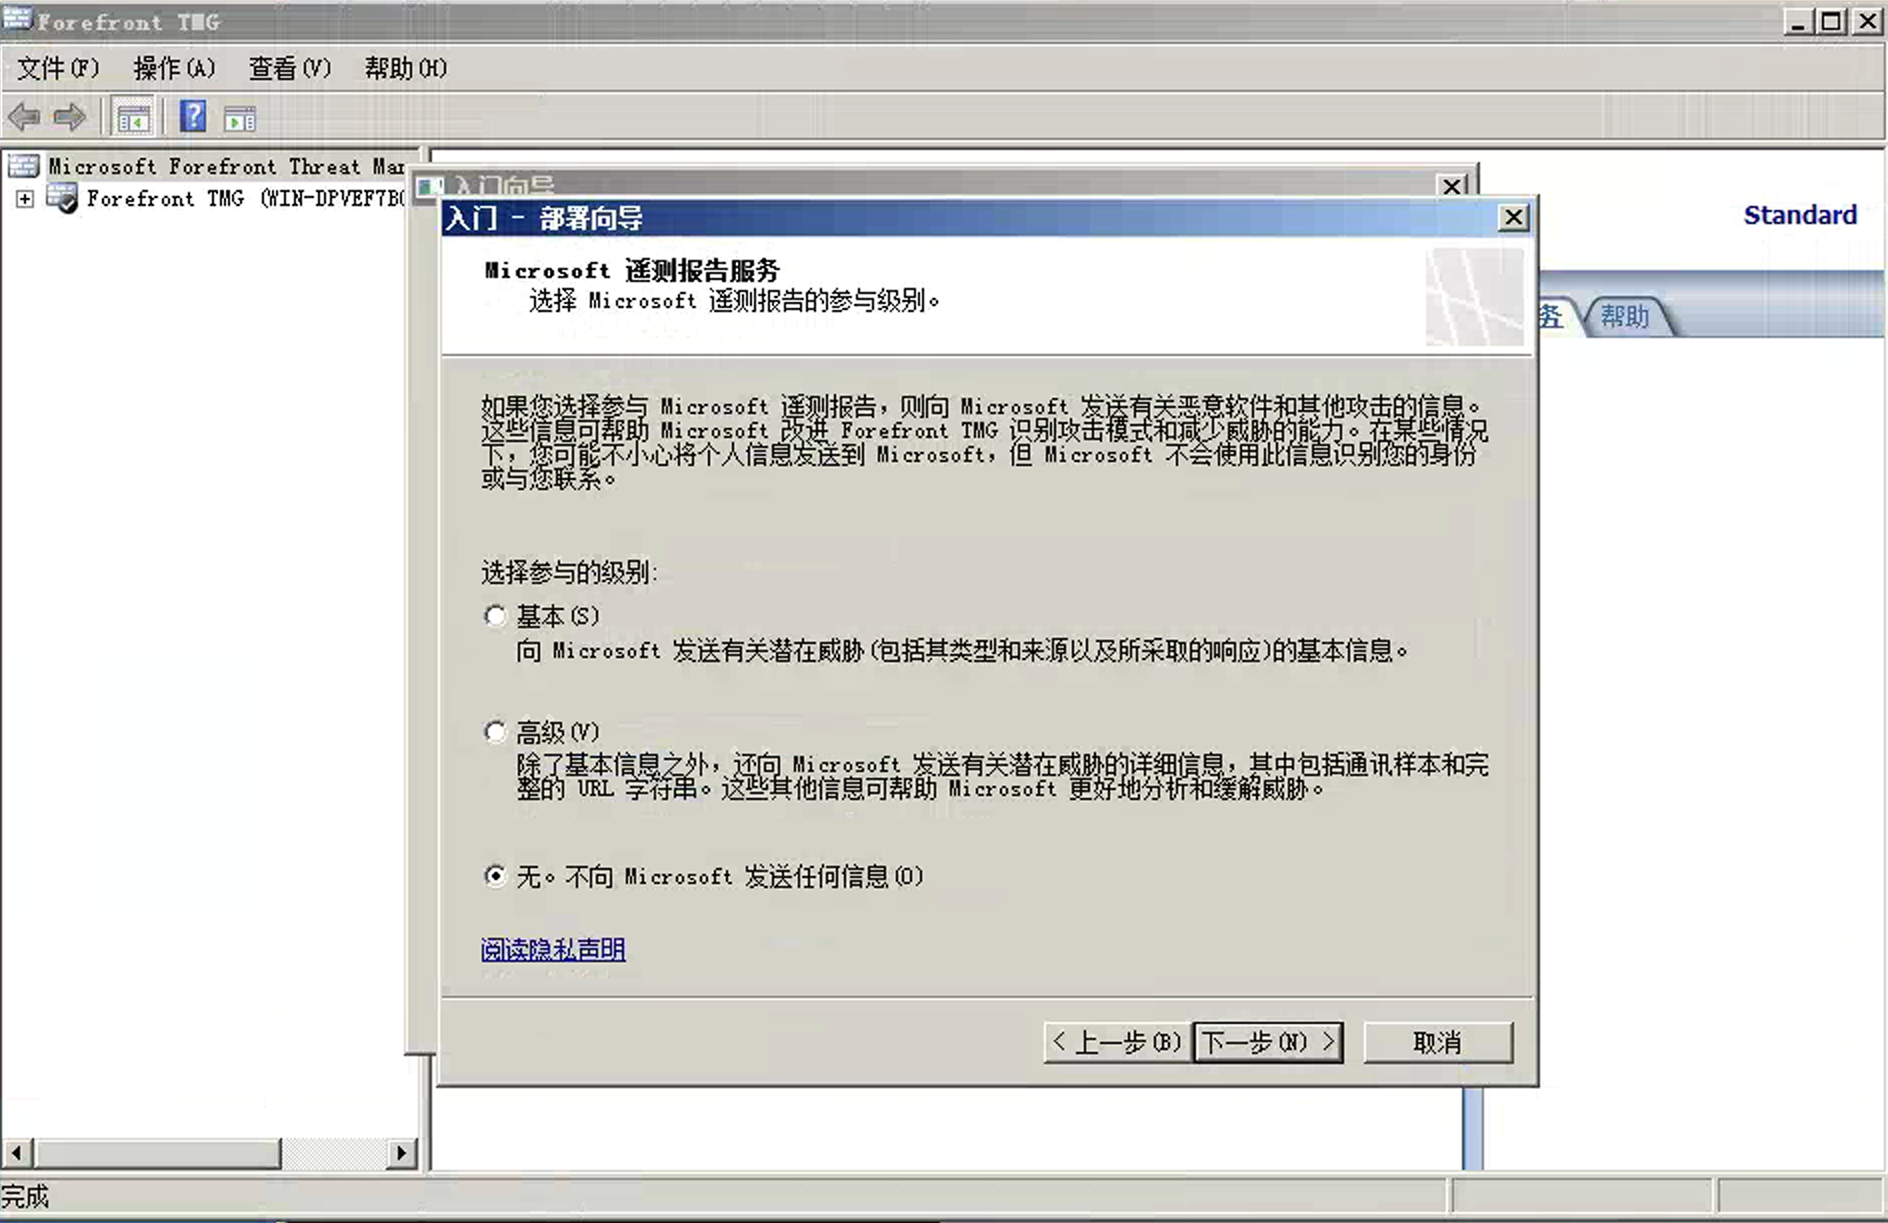 Forefront TMG
文件(F) 操作(A) 查看(V) 帮助(H)
Microsoft Forefront Threat Man
Forefront TMG (WIN-DPVEF7B
Standard
务 帮助
入门向导
入门 - 部署向导
Microsoft 遥测报告服务
选择 Microsoft 遥测报告的参与级别。
如果您选择参与 Microsoft 遥测报告，则向 Microsoft 发送有关恶意软件和其他攻击的信息。
这些信息可帮助 Microsoft 改进 Forefront TMG 识别攻击模式和减少威胁的能力。在某些情况
下，您可能不小心将个人信息发送到 Microsoft，但 Microsoft 不会使用此信息识别您的身份
或与您联系。
选择参与的级别:
基本(S)
向 Microsoft 发送有关潜在威胁(包括其类型和来源以及所采取的响应)的基本信息。
高级(V)
除了基本信息之外，还向 Microsoft 发送有关潜在威胁的详细信息，其中包括通讯样本和完
整的 URL 字符串。这些其他信息可帮助 Microsoft 更好地分析和缓解威胁。
无。不向 Microsoft 发送任何信息(O)
阅读隐私声明
< 上一步(B) 下一步(N) > 取消
完成